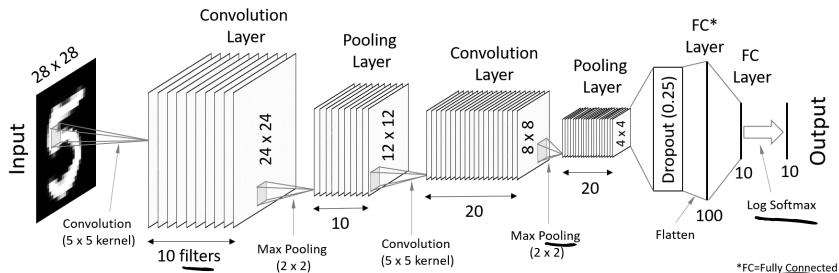 Input
28 x 28
Convolution
(5 x 5 kernel)
Convolution
Layer
24 x 24
10 filters
Max Pooling
(2 x 2)
Pooling
Layer
12 x 12
10
Convolution
(5 x 5 kernel)
Convolution
Layer
8 x 8
20
Max Pooling
(2 x 2)
Pooling
Layer
4 x 4
20
Dropout (0.25)
Flatten
FC*
Layer
100
FC
Layer
10
Log Softmax
10
Output
*FC=Fully Connected